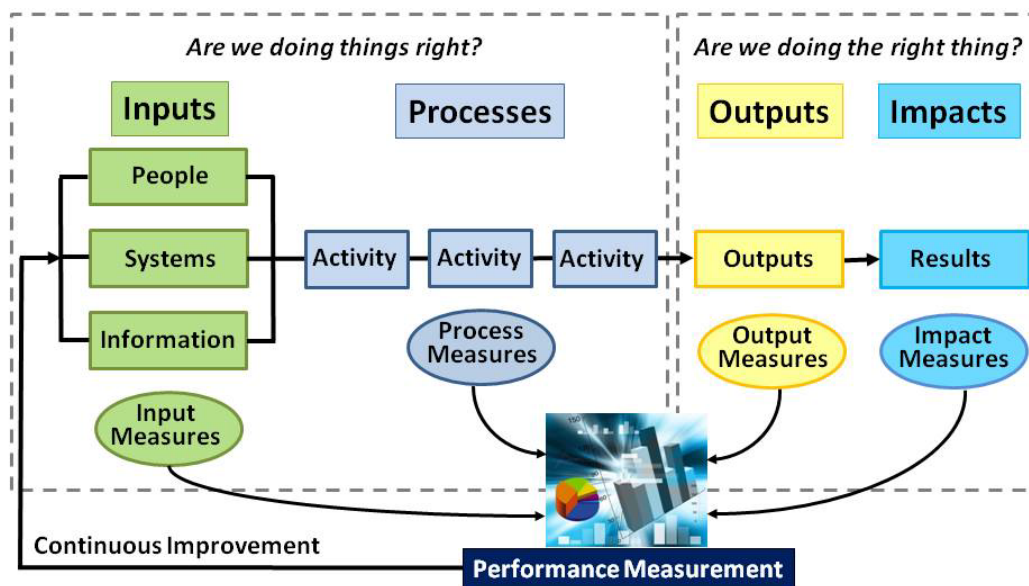 Are we doing things right?
Are we doing the right thing?
Inputs
Processes
Outputs
Impacts
People
Systems
Information
Activity
Activity
Activity
Outputs
Results
Input
Measures
Process
Measures
Output
Measures
Impact
Measures
150
Continuous Improvement
Performance Measurement